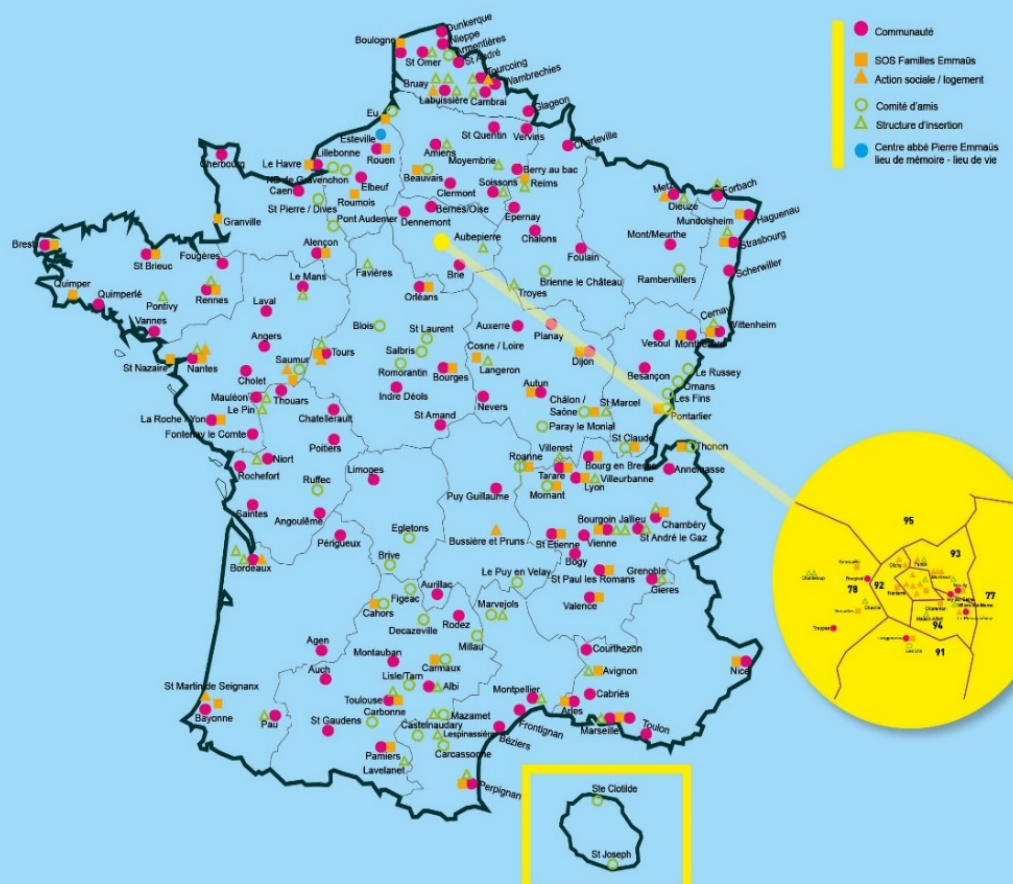 Communauté
SOS Familles Emmaüs
Action sociale / logement
Comité d'amis
Structure d'insertion
Centre abbé Pierre Emmaüs
lieu de mémoire - lieu de vie
Dunkerque
Nieppe
Armentières
Boulogne
St Omer
St André
Tourcoing
Wambrechies
Bruay
Labuissière
Cambrai
Glageon
Eu
St Quentin
Vervins
Charleville
Esteville
Lillebonne
Rouen
Amiens
Moyembrie
Cherbourg
Le Havre
ND de Gravenchon
Elbeuf
Beauvais
Berry au bac
Reims
Metz
Forbach
Caen
Roumois
Clermont
Soissons
Dieuze
Mundolsheim
Haguenau
St Pierre / Dives
Bernes/Oise
Epernay
Granville
Pont Audemer
Dennemont
Châlons
Mont/Meurthe
Strasbourg
Brest
Alençon
Aubepierre
Foulain
Scherwiller
St Brieuc
Fougères
Favières
Brie
Brienne le Château
Rambervillers
Quimper
Quimperlé
Pontivy
Rennes
Le Mans
Orléans
Troyes
Laval
Cernay
Vannes
Blois
St Laurent
Auxerre
Planay
Vesoul
Montbéliard
Wittenheim
Angers
Salbris
Cosne / Loire
Dijon
St Nazaire
Nantes
Saumur
Tours
Romorantin
Langeron
Besançon
Le Russey
Cholet
Bourges
Autun
Ornans
Mauléon
Thouars
Indre Déols
Nevers
Châlon /
Saône
St Marcel
Les Fins
Le Pin
Chatellerault
Pontarlier
La Roche / Yon
St Amand
Paray le Monial
Fontenay le Comte
Poitiers
St Claude
Thonon
Niort
Villerest
Roanne
Bourg en Bresse
Rochefort
Limoges
Tarare
Villeurbanne
Annemasse
Ruffec
Puy Guillaume
Mornant
Lyon
Saintes
Angoulême
Bourgoin Jallieu
Chambéry
Egletons
Bussière et Pruns
St Etienne
Vienne
St André le Gaz
Périgueux
Bogy
Bordeaux
Brive
Le Puy en Velay
St Paul les Romans
Grenoble
Gières
Aurillac
Figeac
Marvejols
Valence
Cahors
Rodez
Decazeville
Millau
Agen
Courthezon
Montauban
Carmaux
Auch
Lisle/Tarn
Avignon
Nice
St Martin de Seignanx
Albi
Montpellier
Cabriès
Toulouse
Arles
Bayonne
Carbonne
Mazamet
Pau
St Gaudens
Castelnaudary
Lespinassière
Frontignan
Marseille
Toulon
Béziers
Pamiers
Carcassonne
Lavelanet
Perpignan
Ste Clotilde
St Joseph
95
93
78
92
77
94
91